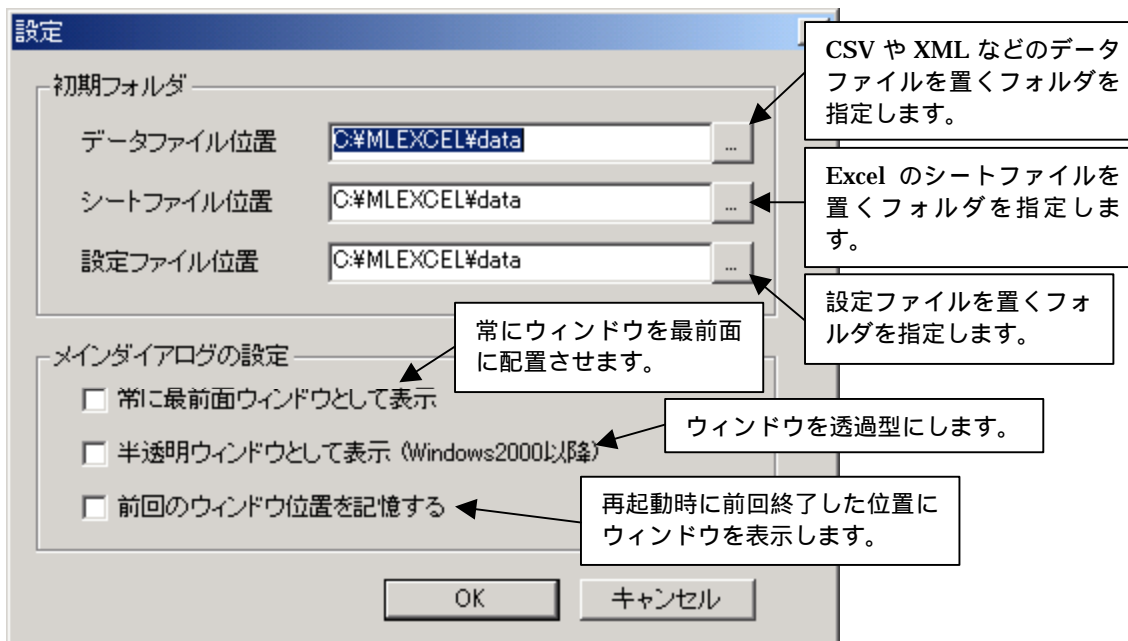 設定
CSV や XML などのデータ
ファイルを置くフォルダを
指定します。
初期フォルダ
データファイル位置
C:¥MLEXCEL¥data
...
シートファイル位置
C:¥MLEXCEL¥data
...
Excel のシートファイルを
置くフォルダを指定しま
す。
設定ファイル位置
C:¥MLEXCEL¥data
...
設定ファイルを置くフォ
ルダを指定します。
常にウィンドウを最前面
に配置させます。
メインダイアログの設定
常に最前面ウィンドウとして表示
ウィンドウを透過型にします。
半透明ウィンドウとして表示 (Windows2000以降)
前回のウィンドウ位置を記憶する
再起動時に前回終了した位置に
ウィンドウを表示します。
OK
キャンセル